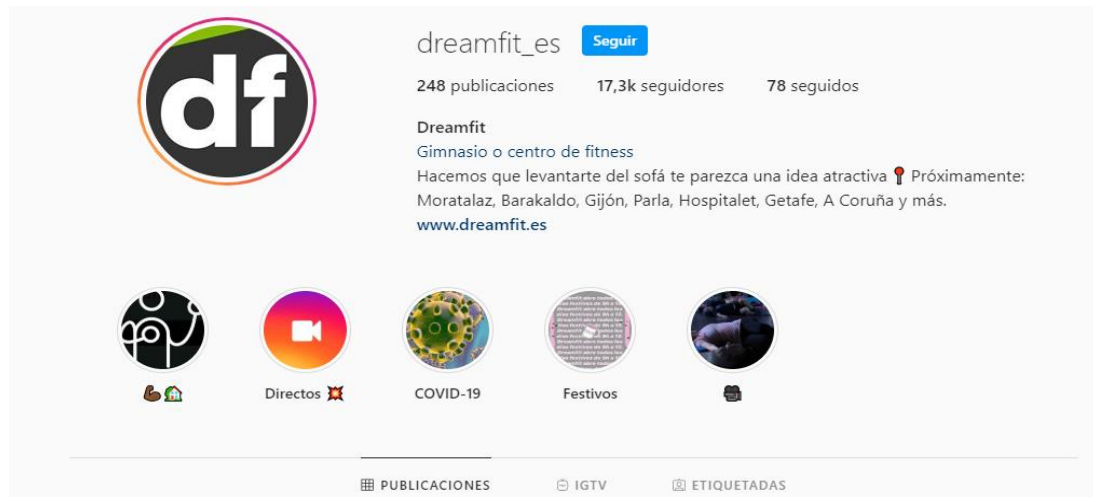 df
dreamfit_es Seguir
248 publicaciones 17,3k seguidores 78 seguidos
Dreamfit
Gimnasio o centro de fitness
Hacemos que levantarte del sofá te parezca una idea atractiva 📍 Próximamente:
Moratalaz, Barakaldo, Gijón, Parla, Hospitalet, Getafe, A Coruña y más.
www.dreamfit.es
💪🏿🏡 Directos 💥 COVID-19 Festivos 🎥
PUBLICACIONES IGTV ETIQUETADAS